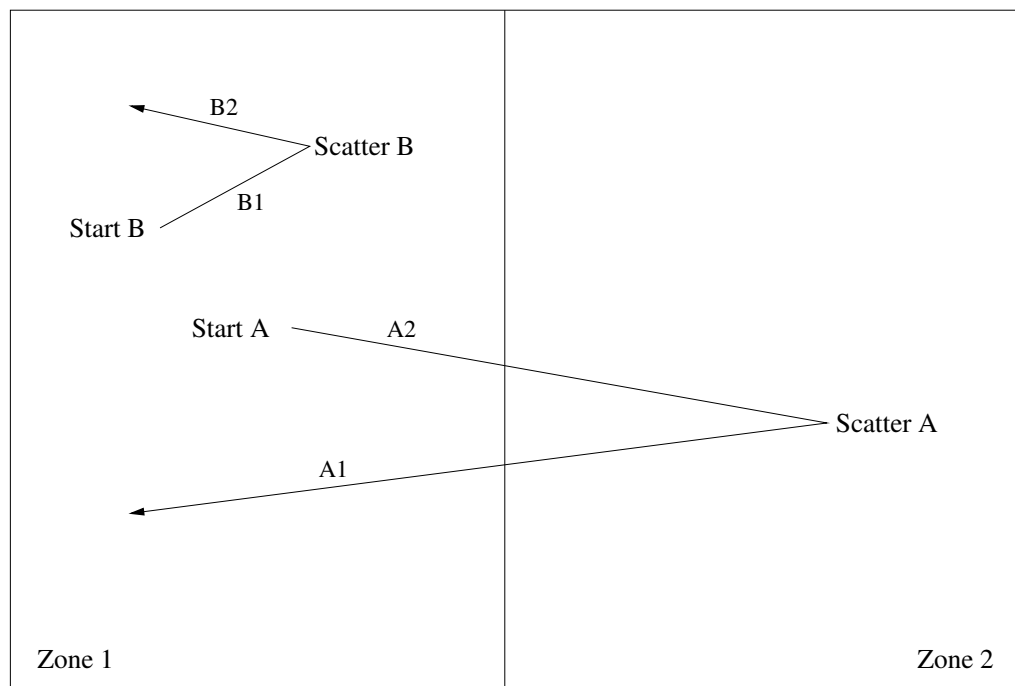 B2
Scatter B
B1
Start B
Start A
A2
Scatter A
A1
Zone 1
Zone 2